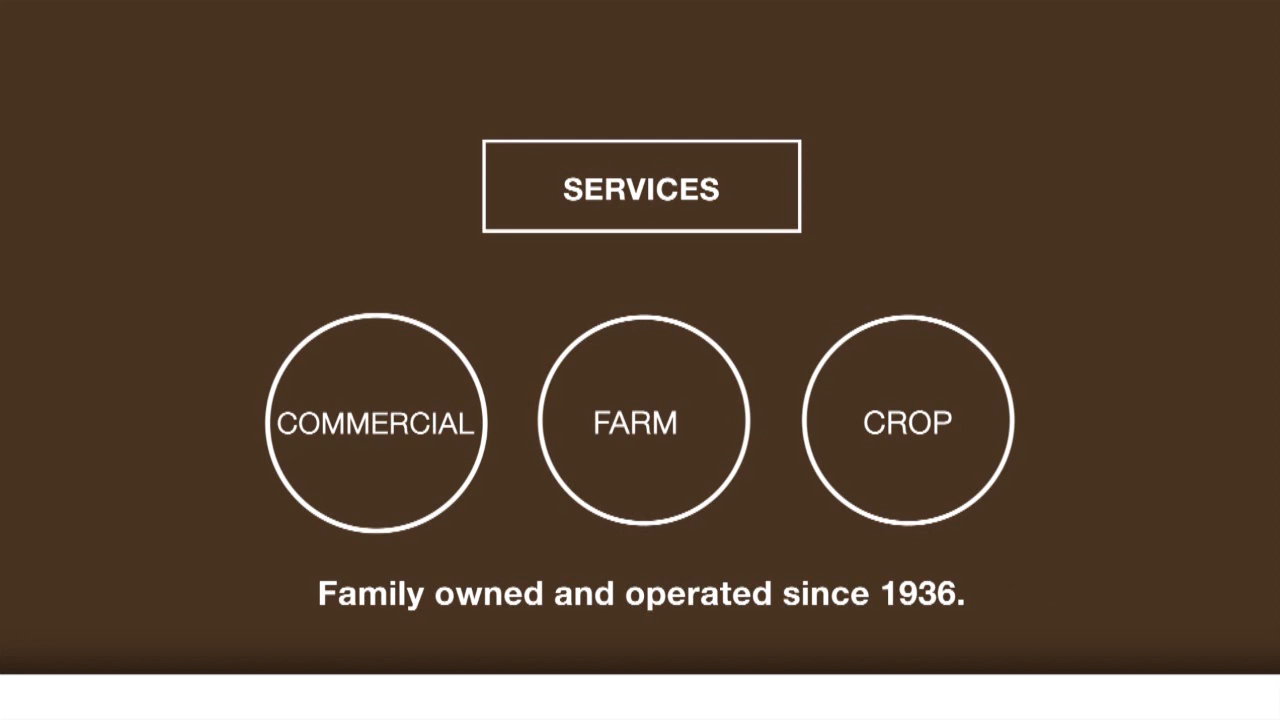 SERVICES
COMMERCIAL FARM CROP
Family owned and operated since 1936.